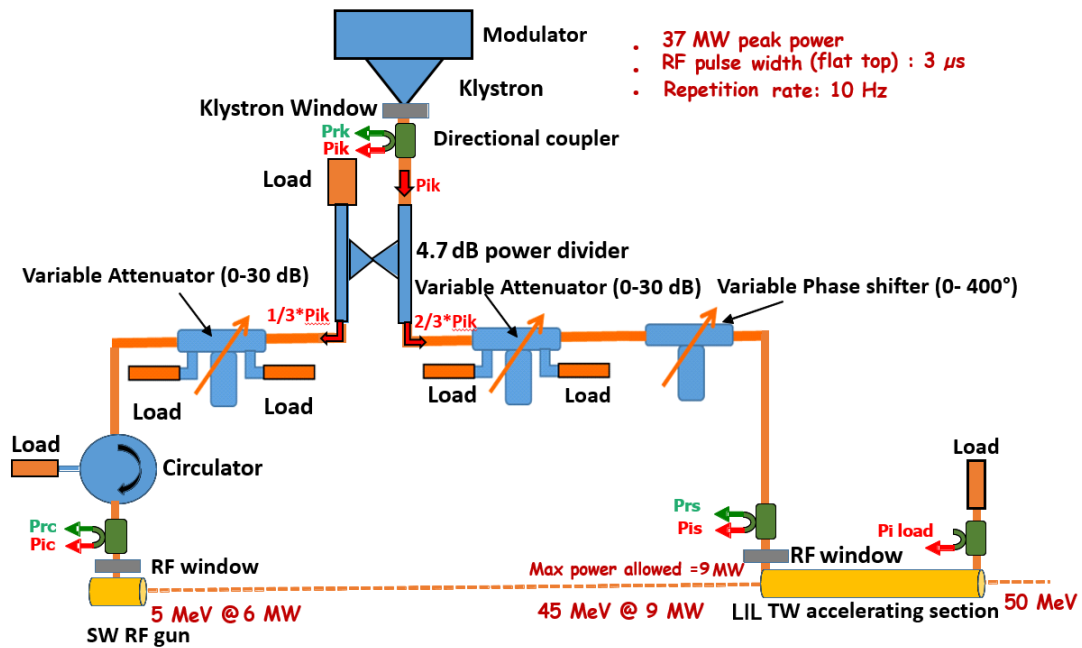 Modulator
. 37 MW peak power
. RF pulse width (flat top) : 3 µs
. Repetition rate: 10 Hz
Klystron
Klystron Window
Prk
Pik
Directional coupler
Load
Pik
4.7 dB power divider
Variable Attenuator (0-30 dB)
Variable Attenuator (0-30 dB)
Variable Phase shifter (0- 400°)
1/3*Pik
2/3*Pik
Load
Load
Load
Load
Load
Circulator
Load
Prc
Pic
Prs
Pis
Pi load
RF window
RF window
Max power allowed =9 MW
5 MeV @ 6 MW
45 MeV @ 9 MW
LIL TW accelerating section
50 MeV
SW RF gun